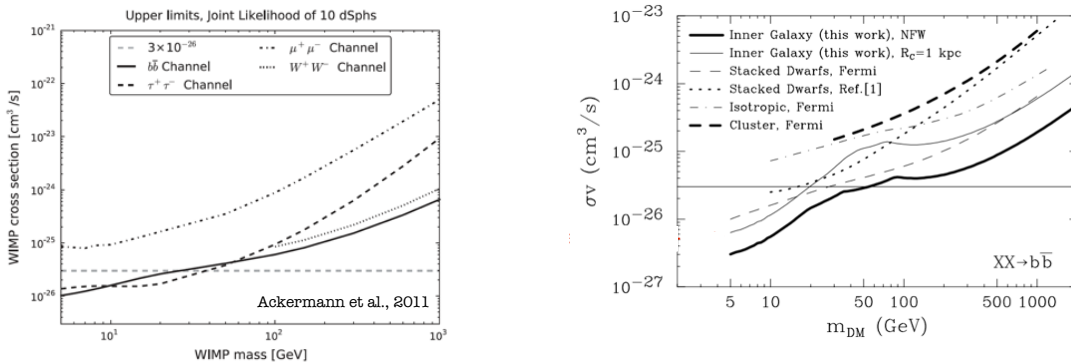 Upper limits, Joint Likelihood of 10 dSphs
10⁻²¹
10⁻²²
10⁻²³
10⁻²⁴
10⁻²⁵
10⁻²⁶
WIMP cross section [cm³/s]
3×10⁻²⁶
bb̄ Channel
τ⁺τ⁻ Channel
μ⁺μ⁻ Channel
W⁺W⁻ Channel
Ackermann et al., 2011
10¹ 10² 10³
WIMP mass [GeV]
10⁻²³
10⁻²⁴
10⁻²⁵
10⁻²⁶
10⁻²⁷
σv (cm³/s)
Inner Galaxy (this work), NFW
Inner Galaxy (this work), R_c=1 kpc
Stacked Dwarfs, Fermi
Stacked Dwarfs, Ref.[1]
Isotropic, Fermi
Cluster, Fermi
XX→bb̄
5 10 50 100 500 1000
m_DM (GeV)